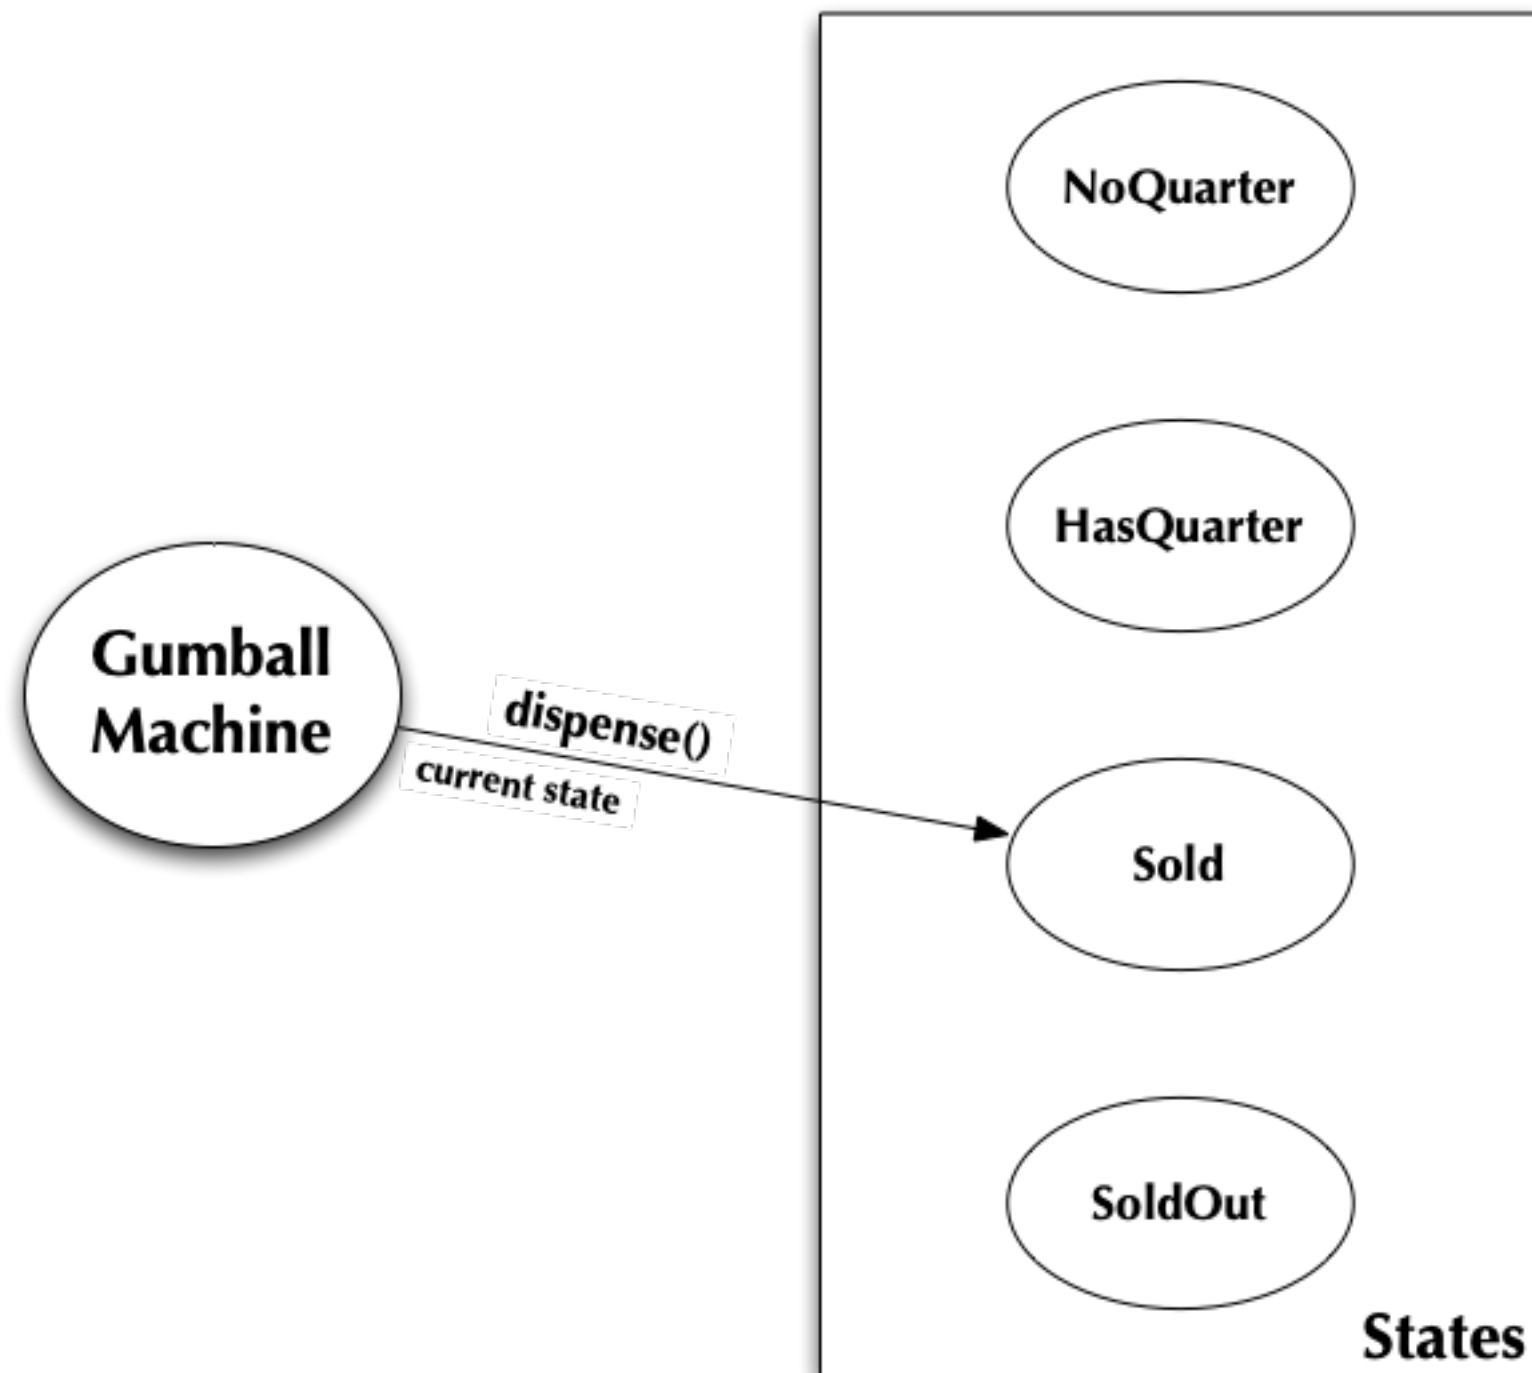 NoQuarter
HasQuarter
Gumball
Machine
dispense()
current state
Sold
SoldOut
States